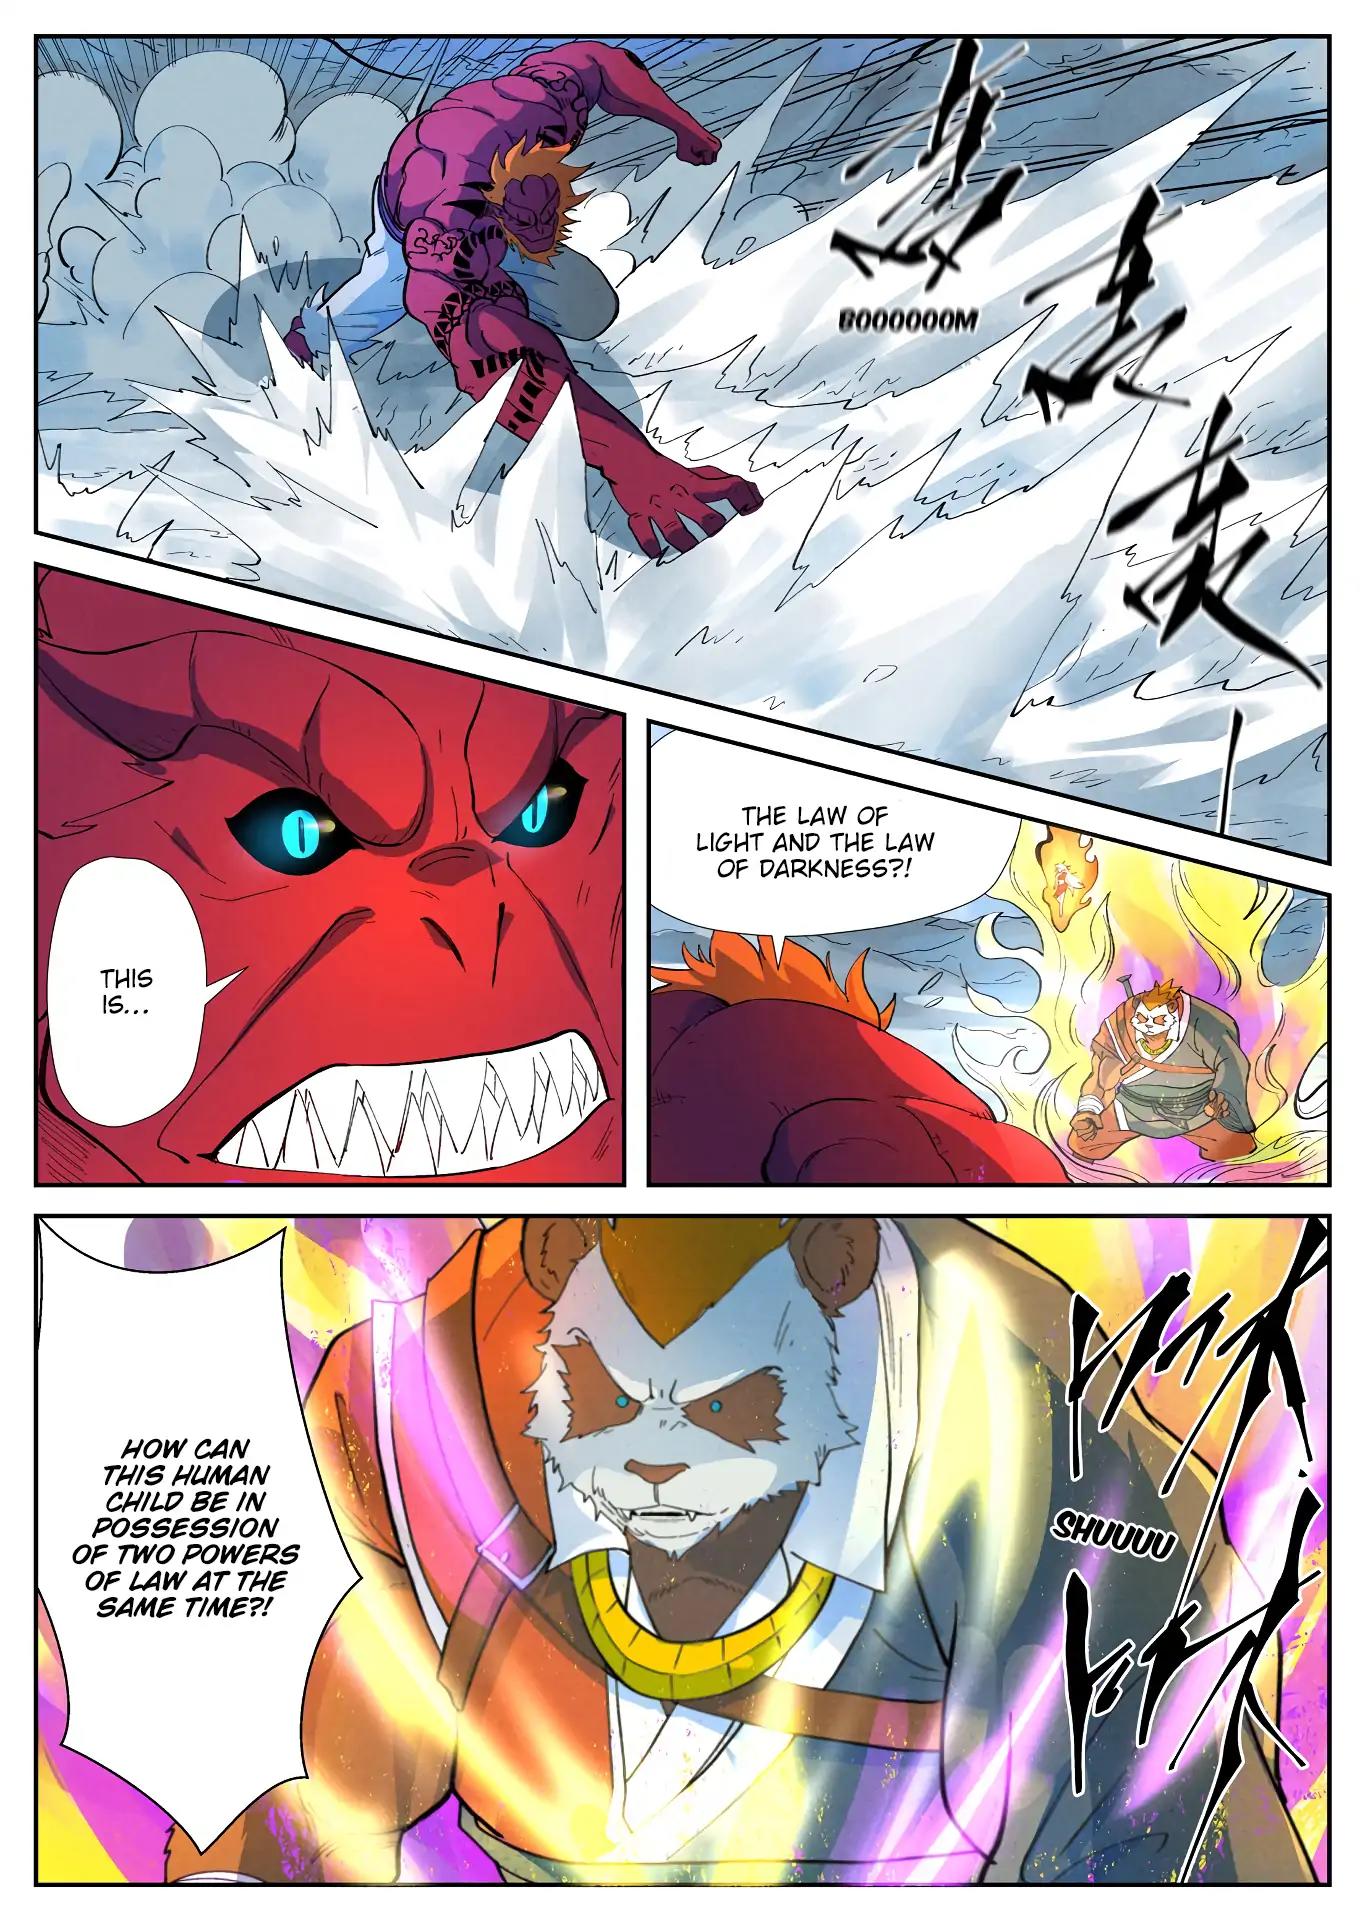 BOOOOOOM
THIS
IS...
THE LAW OF
LIGHT AND THE LAW
OF DARKNESS?!
HOW CAN
THIS HUMAN
CHILD BE IN
POSSESSION
OF TWO POWERS
OF LAW AT THE
SAME TIME?!
SHUUUU